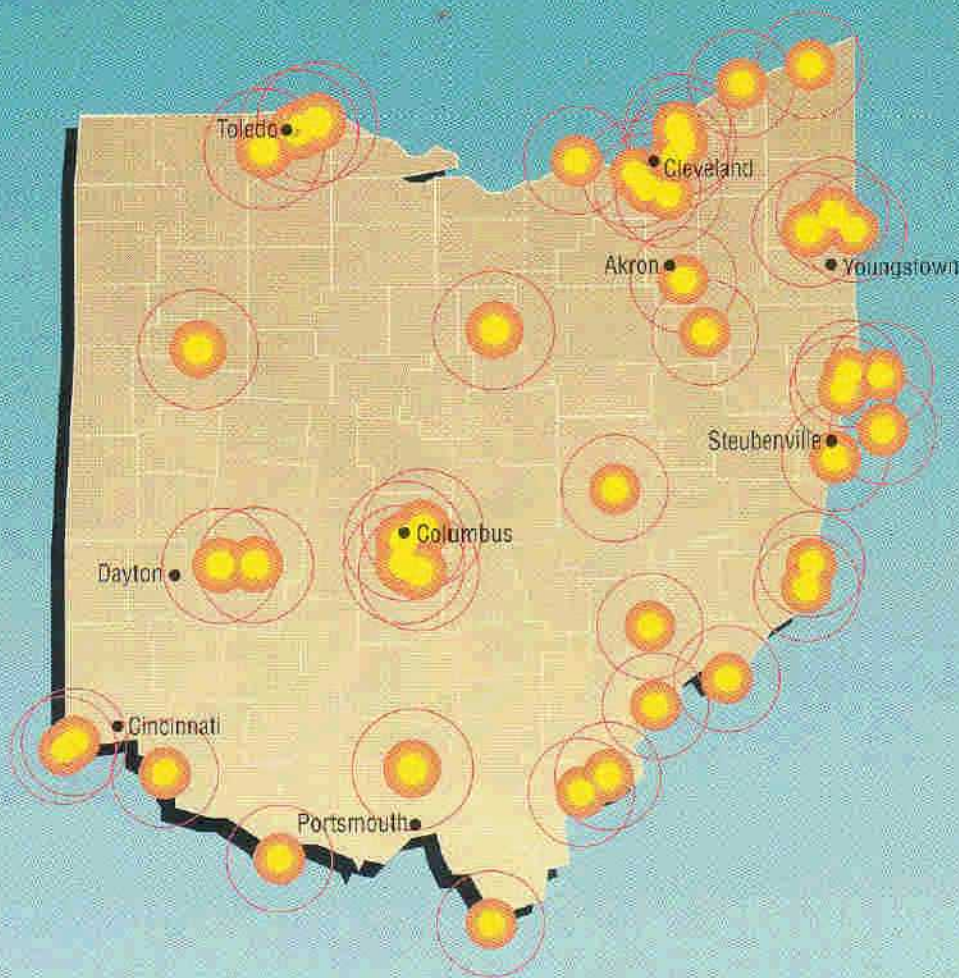 Toledo
Cleveland
Akron
Youngstown
Steubenville
Columbus
Dayton
Cincinnati
Portsmouth